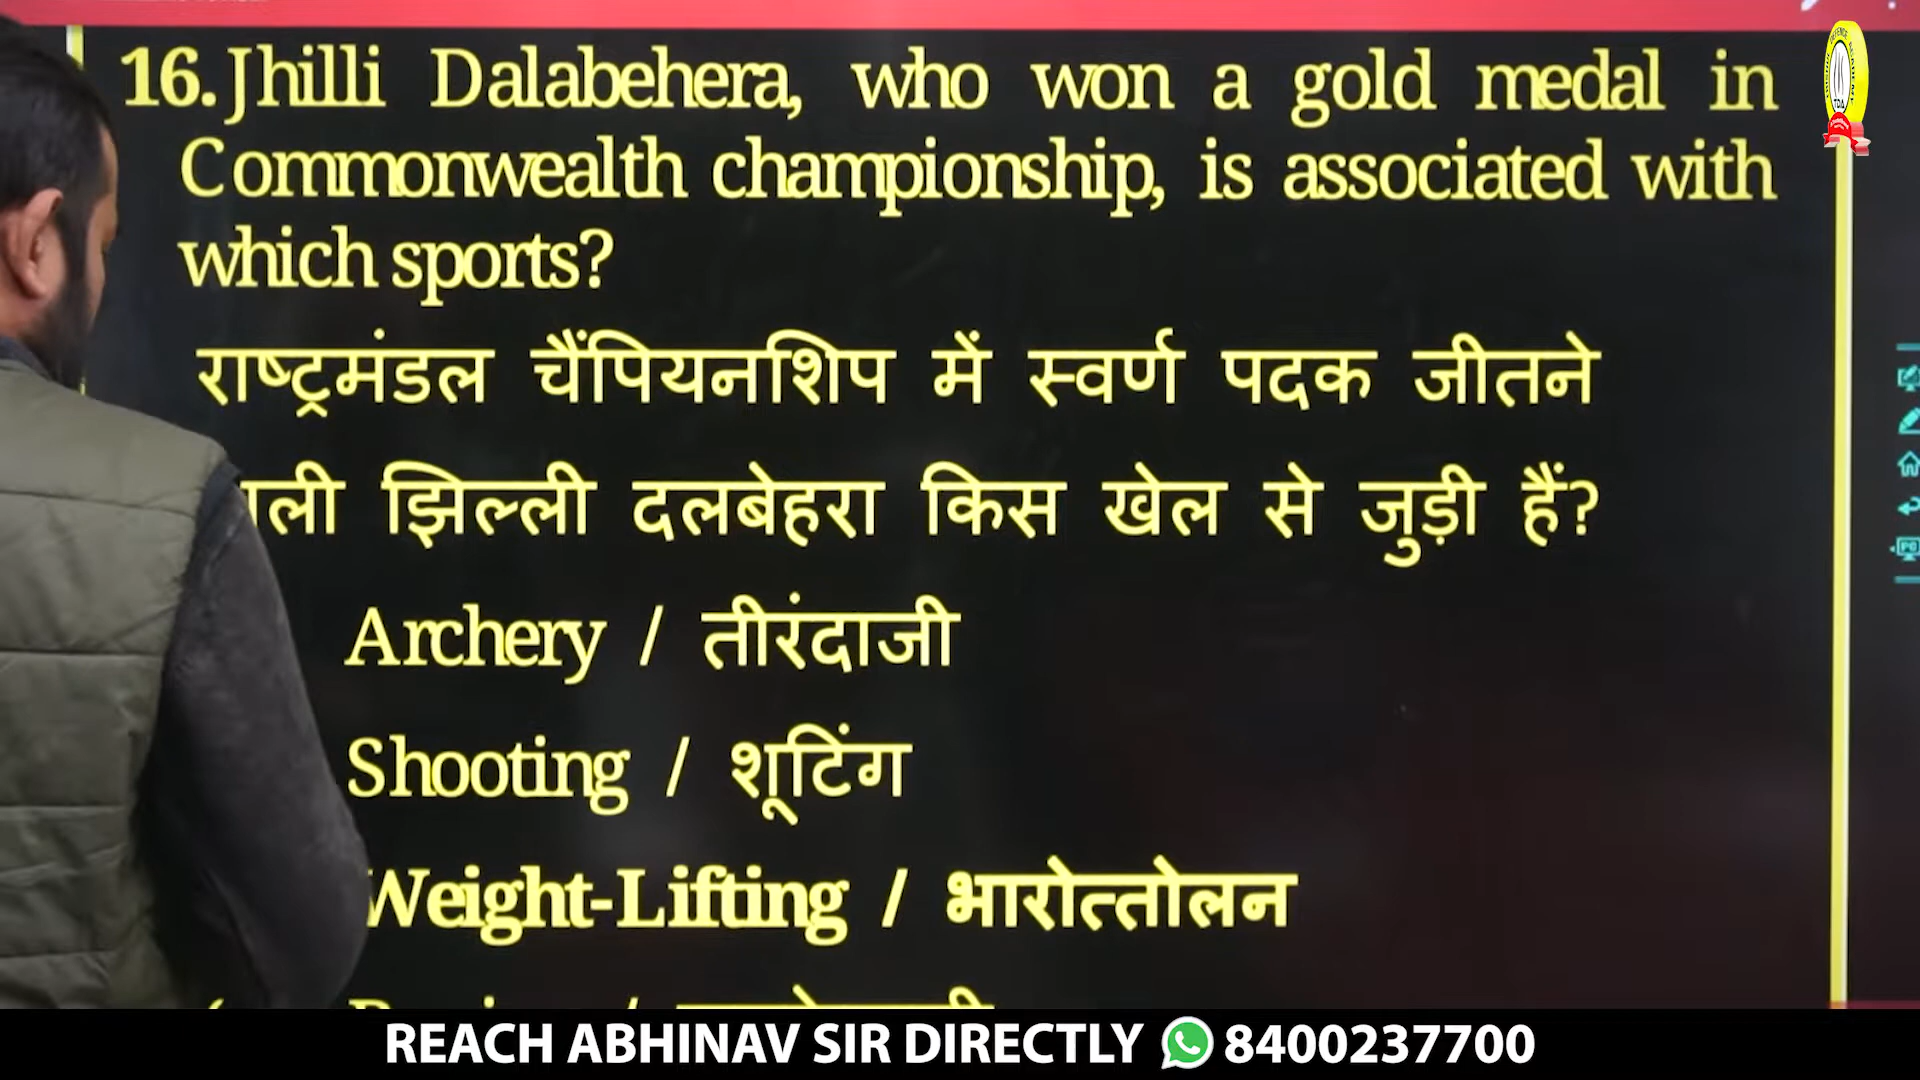 16. Jhilli Dalabehera, who won a gold medal in
Commonwealth championship, is associated with
which sports?
राष्ट्रमंडल चैंपियनशिप में स्वर्ण पदक जीतने
झिल्ली दलबेहरा किस खेल से जुड़ी हैं?
Archery / तीरंदाजी
Shooting / शूटिंग
Weight-Lifting / भारोत्तोलन
REACH ABHINAV SIR DIRECTLY 8400237700